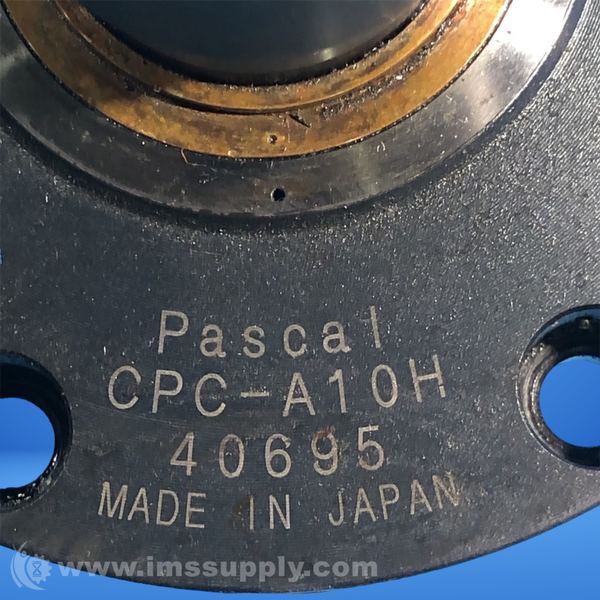 Pascal
CPC-A10H
40695
MADE IN JAPAN
www.imssupply.com